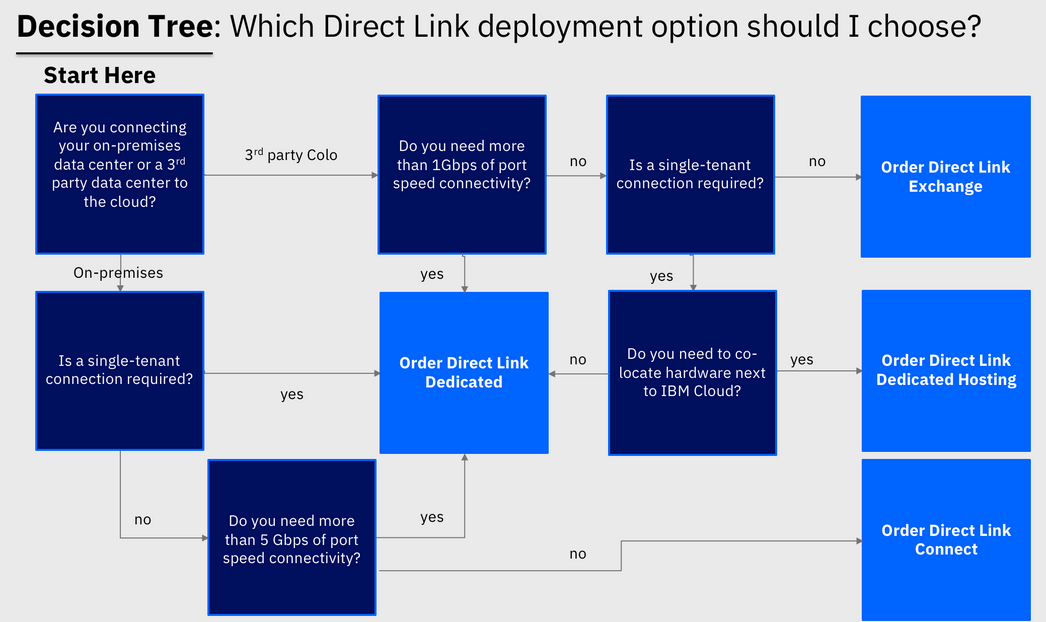 Decision Tree: Which Direct Link deployment option should I choose?
Start Here
Are you connecting
your on-premises
data center or a 3rd
party data center to
the cloud?
3rd party Colo
Do you need more
than 1Gbps of port
speed connectivity?
no
Is a single-tenant
connection required?
no
Order Direct Link
Exchange
On-premises
yes
yes
Is a single-tenant
connection required?
yes
Order Direct Link
Dedicated
no
Do you need to co-
locate hardware next
to IBM Cloud?
yes
Order Direct Link
Dedicated Hosting
no
Do you need more
than 5 Gbps of port
speed connectivity?
yes
no
Order Direct Link
Connect